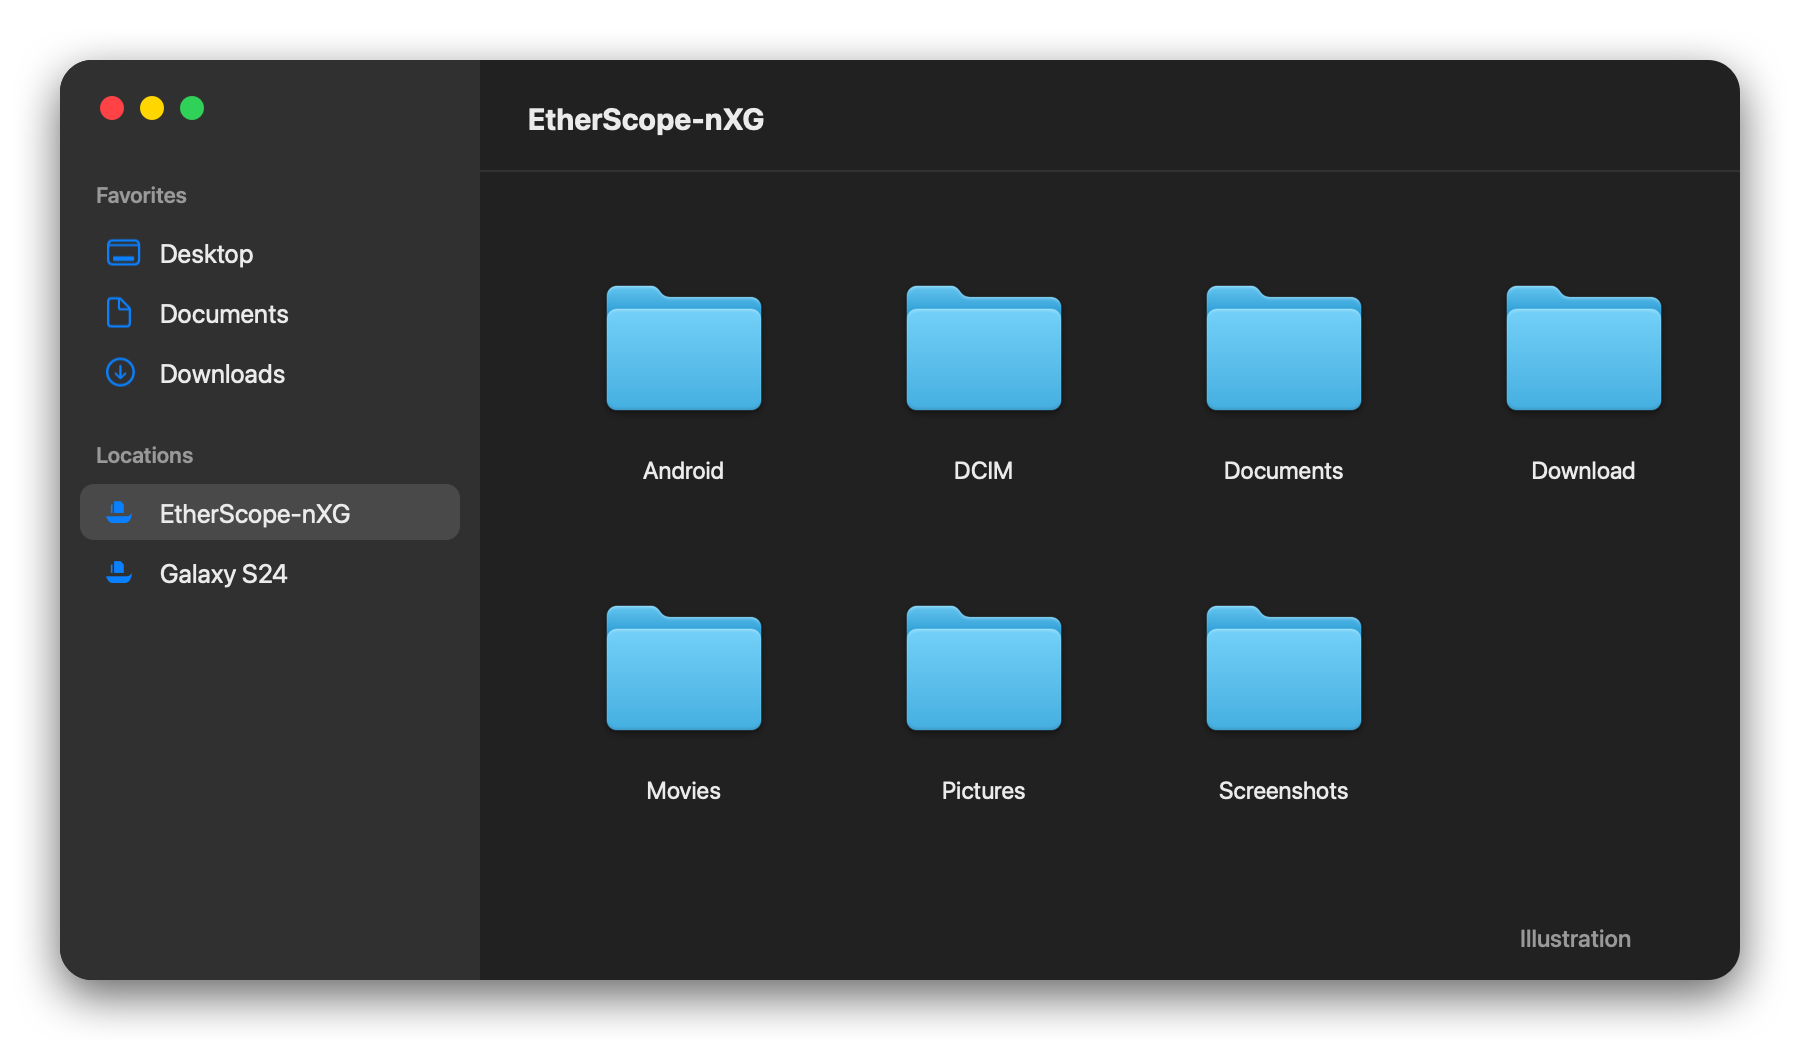 EtherScope-nXG
Favorites
Desktop
Documents
Downloads
Locations
EtherScope-nXG
Galaxy S24
Android
DCIM
Documents
Download
Movies
Pictures
Screenshots
Illustration